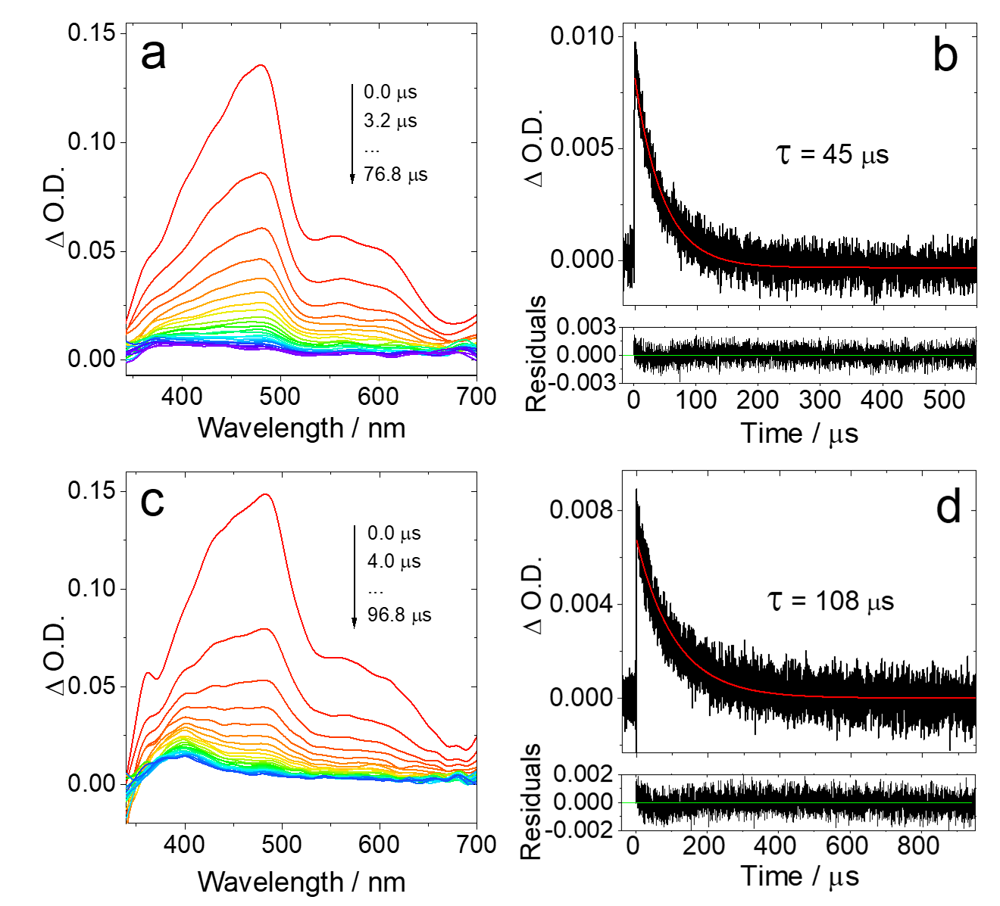 a
0.15
0.10
0.05
0.00
Δ O.D.
0.0 μs
3.2 μs
...
76.8 μs
400 500 600 700
Wavelength / nm
b
0.010
0.005
0.000
Δ O.D.
τ = 45 μs
Residuals
0.003
0.000
-0.003
0 100 200 300 400 500
Time / μs
c
0.15
0.10
0.05
0.00
Δ O.D.
0.0 μs
4.0 μs
...
96.8 μs
400 500 600 700
Wavelength / nm
d
0.008
0.004
0.000
Δ O.D.
τ = 108 μs
Residuals
0.002
0.000
-0.002
0 200 400 600 800
Time / μs